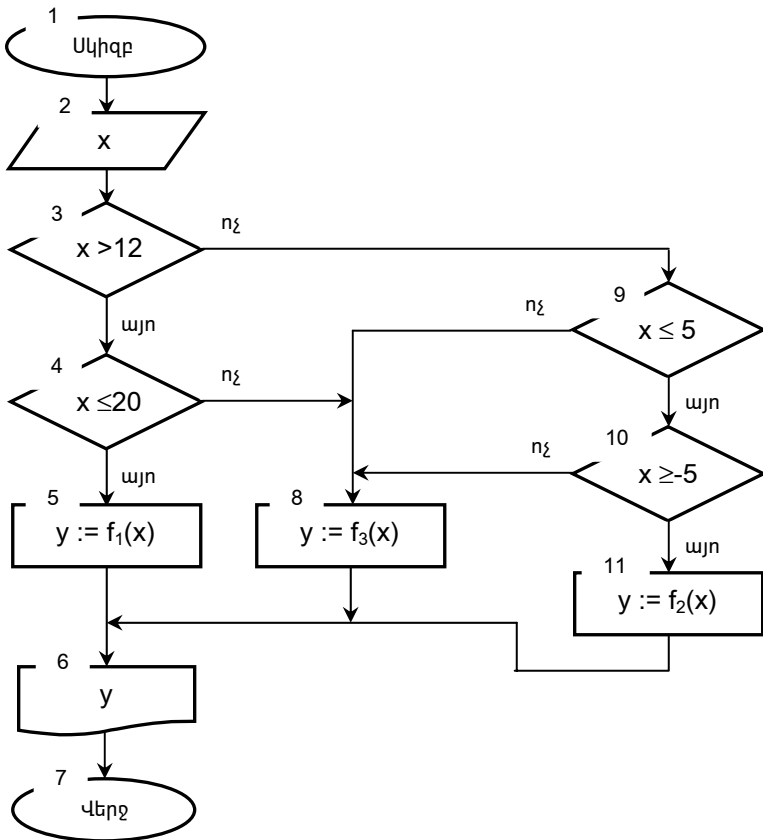 1
Սկիզբ
2
x
3
x >12
ոչ
այո
4
x ≤20
ոչ
այո
5
y := f₁(x)
6
y
7
Վերջ
8
y := f₃(x)
9
x ≤ 5
ոչ
այո
10
x ≥-5
ոչ
այո
11
y := f₂(x)